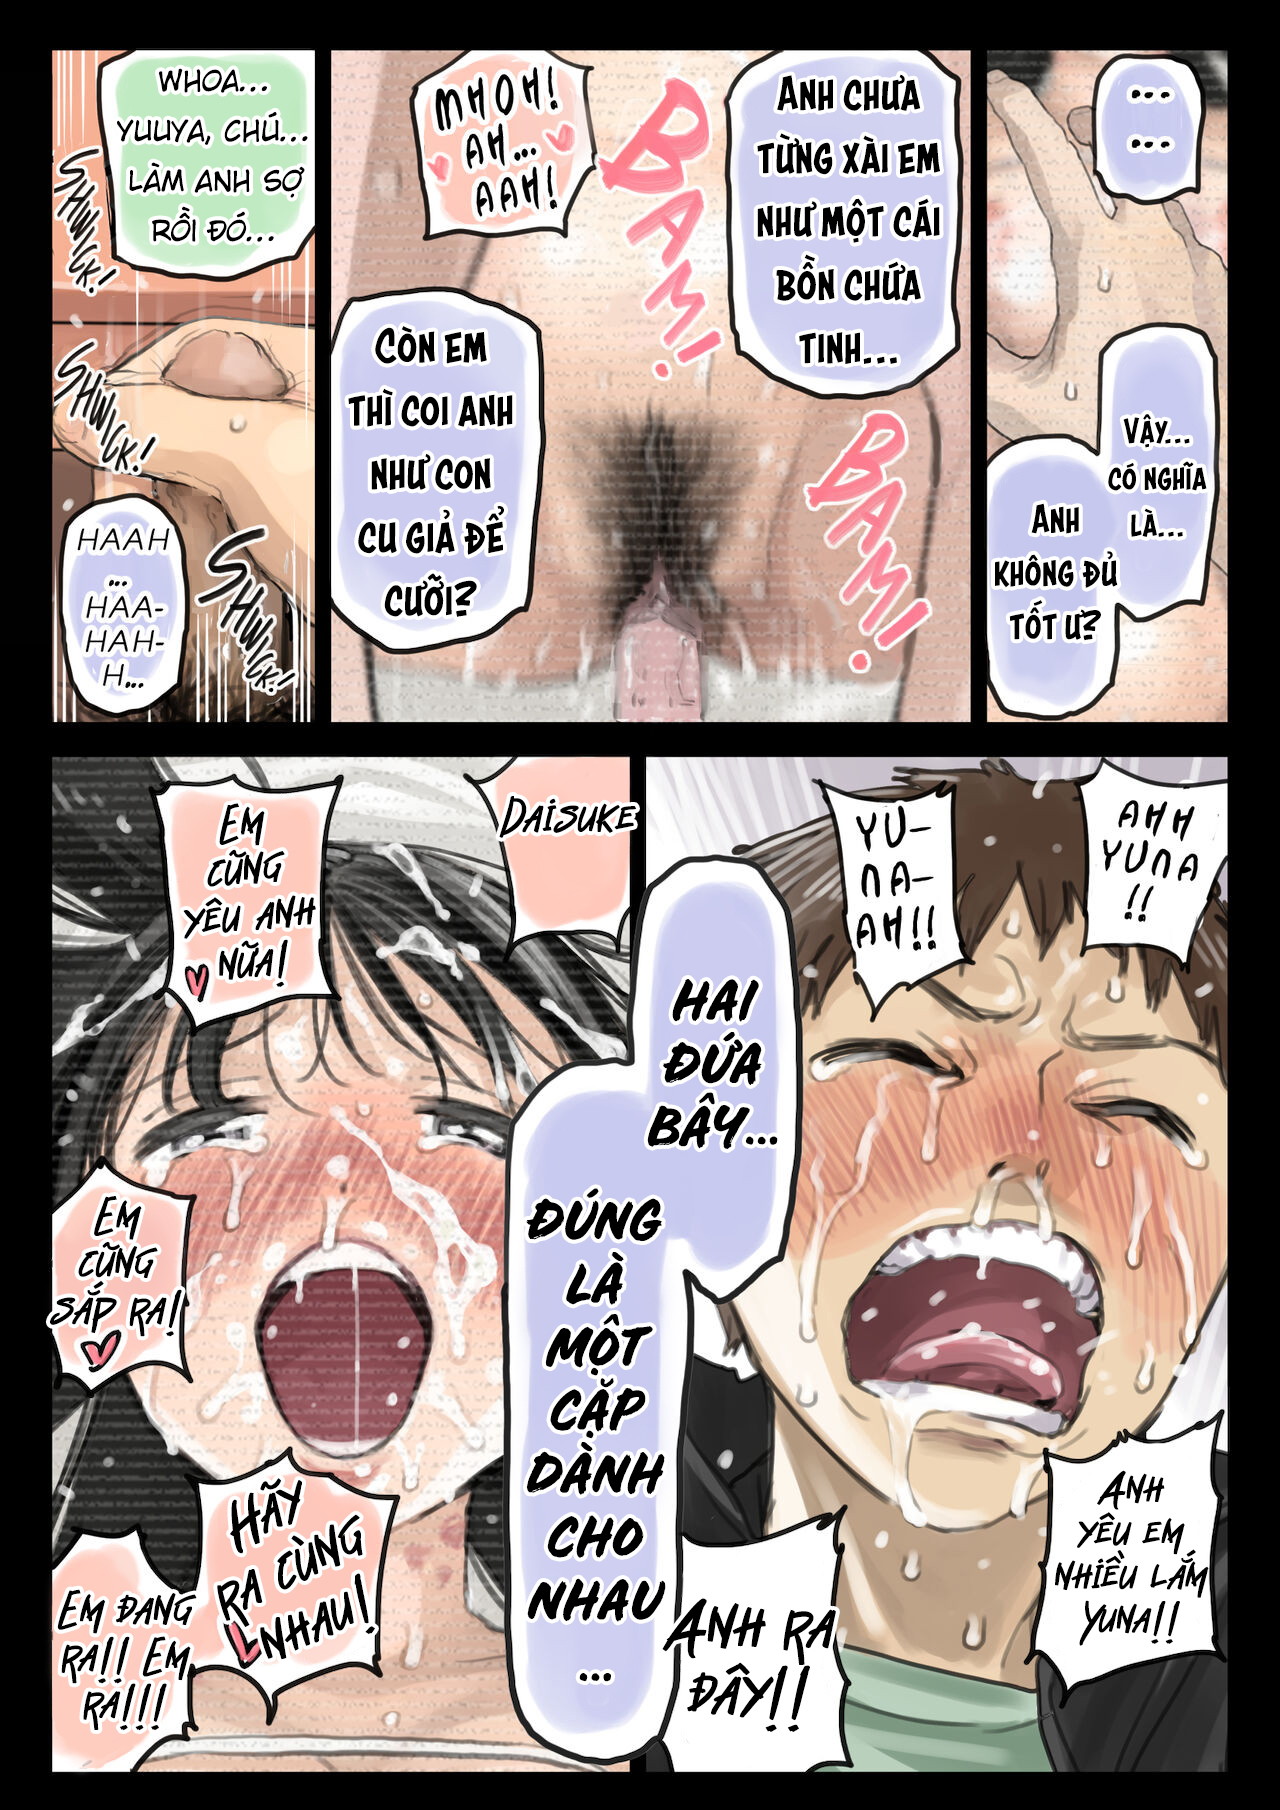 ...
...
VẬY...
CÓ NGHĨA
LÀ...
ANH
KHÔNG ĐỦ
TỐT Ư?
ANH CHƯA
TỪNG XÀI EM
NHƯ MỘT CÁI
BỒN CHỨA
TINH...
BAM!
BAM!
MHOH!
AH...
AAH!
CÒN EM
THÌ COI ANH
NHƯ CON
CU GIẢ ĐỂ
CƯỠI?
WHOA...
YUUYA, CHÚ...
LÀM ANH SỢ
RỒI ĐÓ...
SHWICK!
SHWICK!
SHWICK!
HAAH
...
HAA-
HAH-
H...
AHH
YUNA
!!
YU-
NA-
AH!!
HAI
ĐỨA
BÂY...
ĐÚNG
LÀ
MỘT
CẶP
DÀNH
CHO
NHAU
...
ANH
YÊU EM
NHIỀU LẮM
YUNA!!
ANH RA
ĐÂY!!
DAISUKE
EM
CŨNG
YÊU ANH
NỮA!
EM
CŨNG
SẮP RA!
HÃY
RA CÙNG
NHAU!
EM ĐANG
RA!! EM
RA!!!